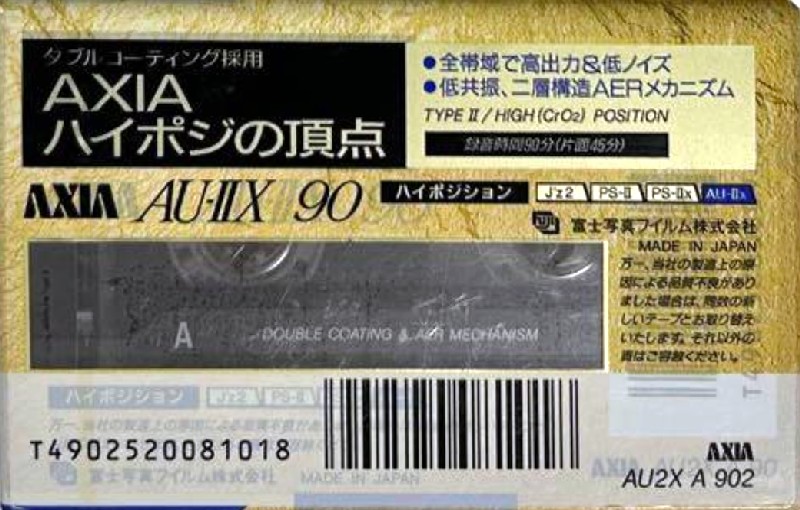 ダブルコーティング採用
AXIA
ハイポジの頂点
●全帯域で高出力&低ノイズ
●低共振、二層構造AERメカニズム
TYPE II/HIGH(CrO2) POSITION
録音時間90分(片面45分)
AXIA AU-IIX 90 ハイポジション J'z2 PS-II PS-IIx AU-IIx
富士写真フイルム株式会社
MADE IN JAPAN
万一、当社の製造上の原
因による品質不良があり
ました場合は、同数の新
しいテープとお取り替え
いたします。それ以外の
責はご容赦ください。
A DOUBLE COATING & AER MECHANISM
ハイポジション J'z2 PS-II
T4902520081018
富士写真フイルム株式会社 MADE IN JAPAN
AXIA
AU2X A 902